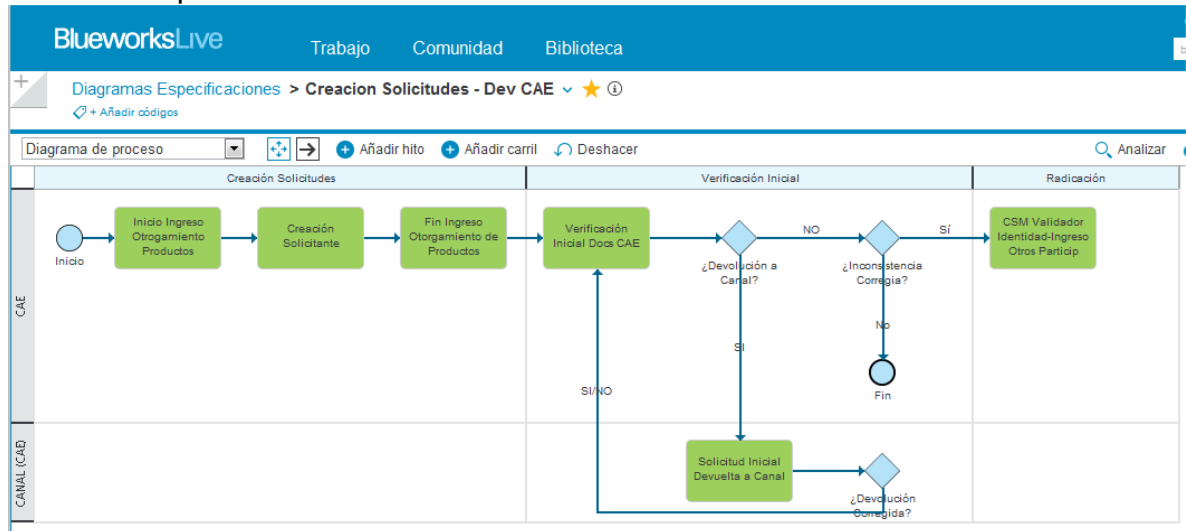 BlueworksLive
Trabajo Comunidad Biblioteca
Diagramas Especificaciones > Creacion Solicitudes - Dev CAE
+ Añadir códigos
Diagrama de proceso
Añadir hito
Añadir carril
Deshacer
Analizar
Creación Solicitudes
Verificación Inicial
Radicación
CAE
Inicio
Inicio Ingreso
Otrogamiento
Productos
Creación
Solicitante
Fin Ingreso
Otorgamiento de
Productos
Verificación
Inicial Docs CAE
¿Devolución a
Canal?
NO
¿Inconsistencia
Corregia?
Sí
CSM Validador
Identidad-Ingreso
Otros Particip
No
SI
Fin
SI/NO
CANAL (CAE)
Solicitud Inicial
Devuelta a Canal
¿Devolución
Corregida?